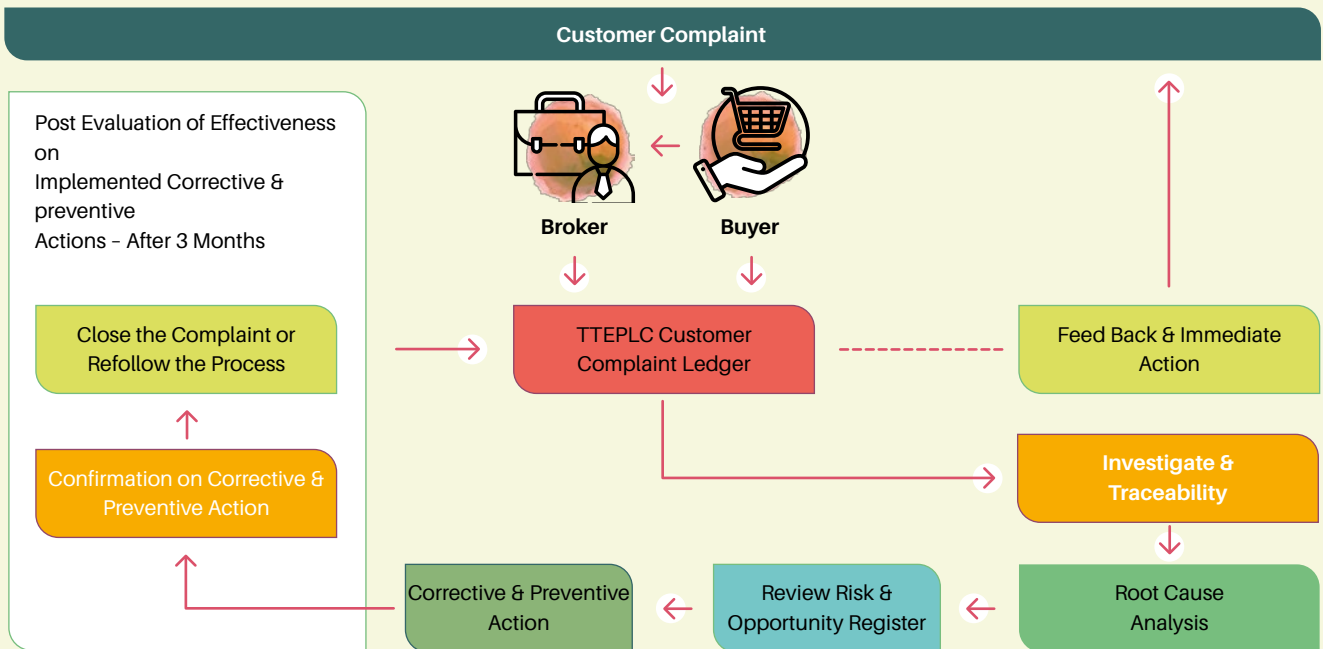 Customer Complaint
Post Evaluation of Effectiveness
on
Implemented Corrective &
preventive
Actions – After 3 Months
Broker
Buyer
Close the Complaint or
Refollow the Process
TTEPLC Customer
Complaint Ledger
Feed Back & Immediate
Action
Confirmation on Corrective &
Preventive Action
Investigate &
Traceability
Corrective & Preventive
Action
Review Risk &
Opportunity Register
Root Cause
Analysis